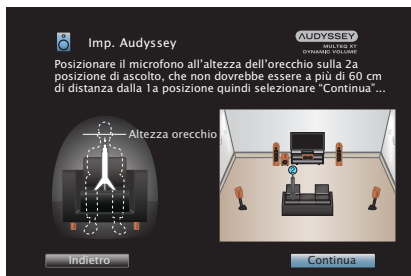 Imp. Audyssey
AUDYSSEY
MULTEQ XT
DYNAMIC VOLUME
Posizionare il microfono all'altezza dell'orecchio sulla 2a
posizione di ascolto, che non dovrebbe essere a più di 60 cm
di distanza dalla 1a posizione quindi selezionare “Continua”...
Altezza orecchio
Indietro
Continua